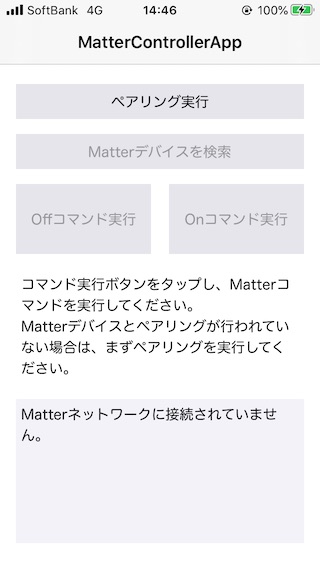 SoftBank 4G 14:46 100%
MatterControllerApp
ペアリング実行
Matterデバイスを検索
Offコマンド実行 Onコマンド実行
コマンド実行ボタンをタップし、Matterコ
マンドを実行してください。
Matterデバイスとペアリングが行われてい
ない場合は、まずペアリングを実行してく
ださい。
Matterネットワークに接続されていませ
ん。